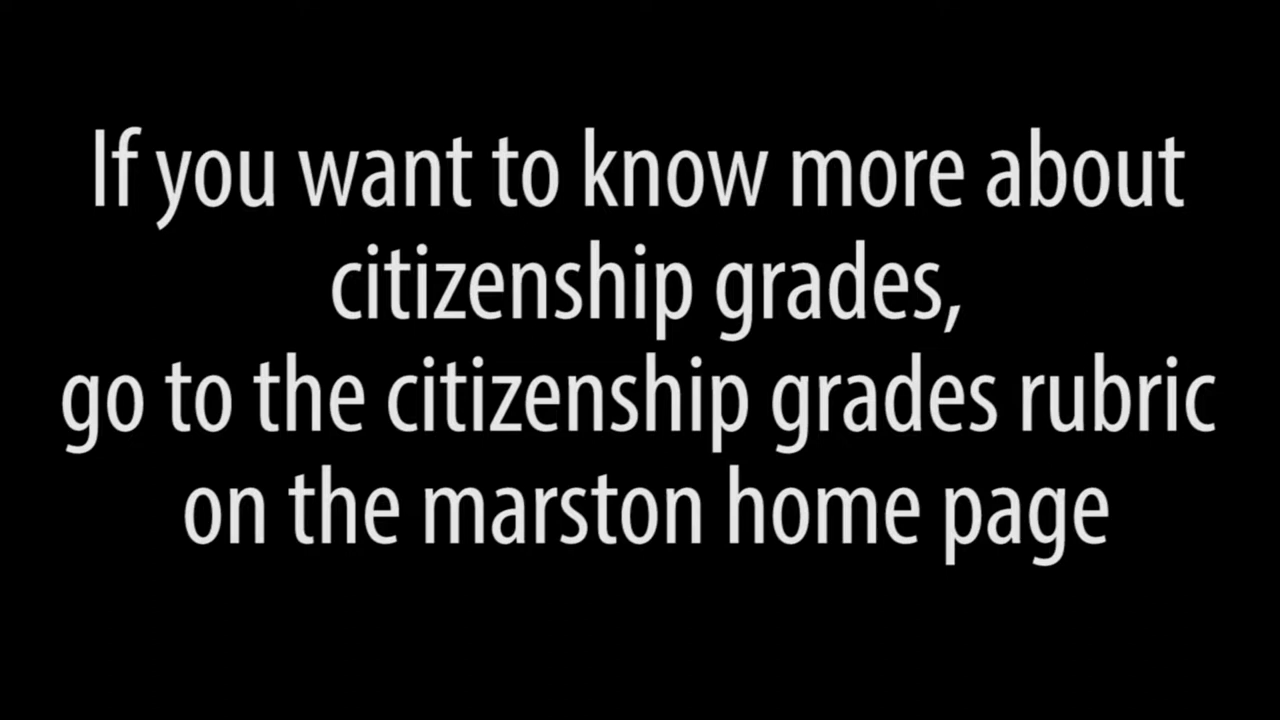 If you want to know more about
citizenship grades,
go to the citizenship grades rubric
on the marston home page